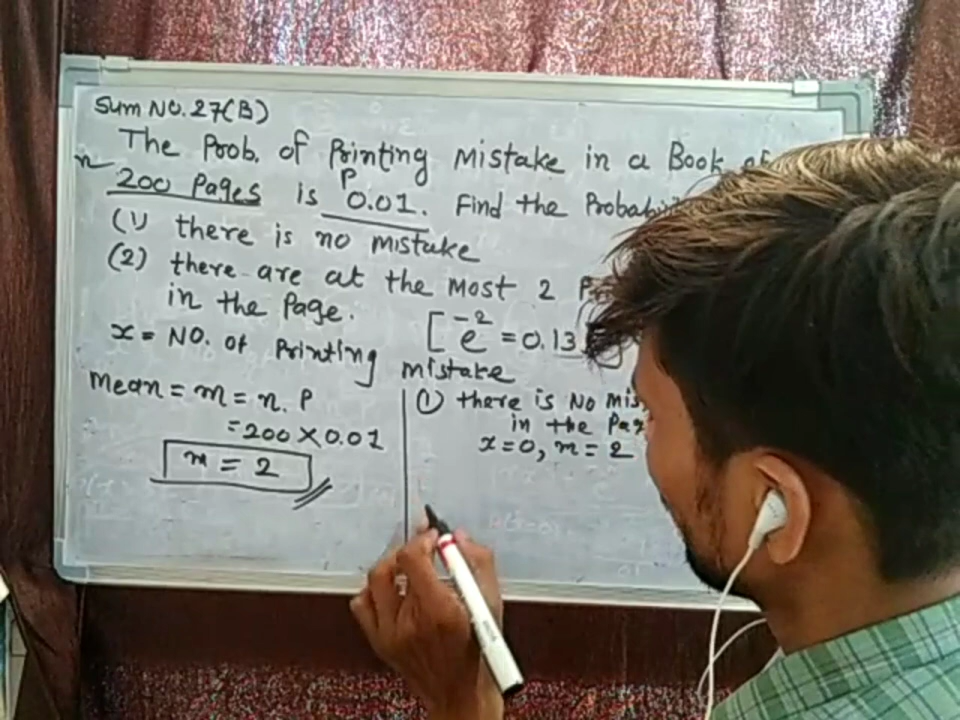 Sum NO. 27(B)
The Prob. of Printing Mistake in a Book of
n
200 Pages is 0.01. Find the
P
(1) there is no mistake
(2) there are at the Most 2
in the Page.
[e⁻² = 0.13
x = NO. of Printing mistake
Mean = m = n. P
= 200 × 0.01
m = 2
(1) there is No
in the
x = 0, m = 2